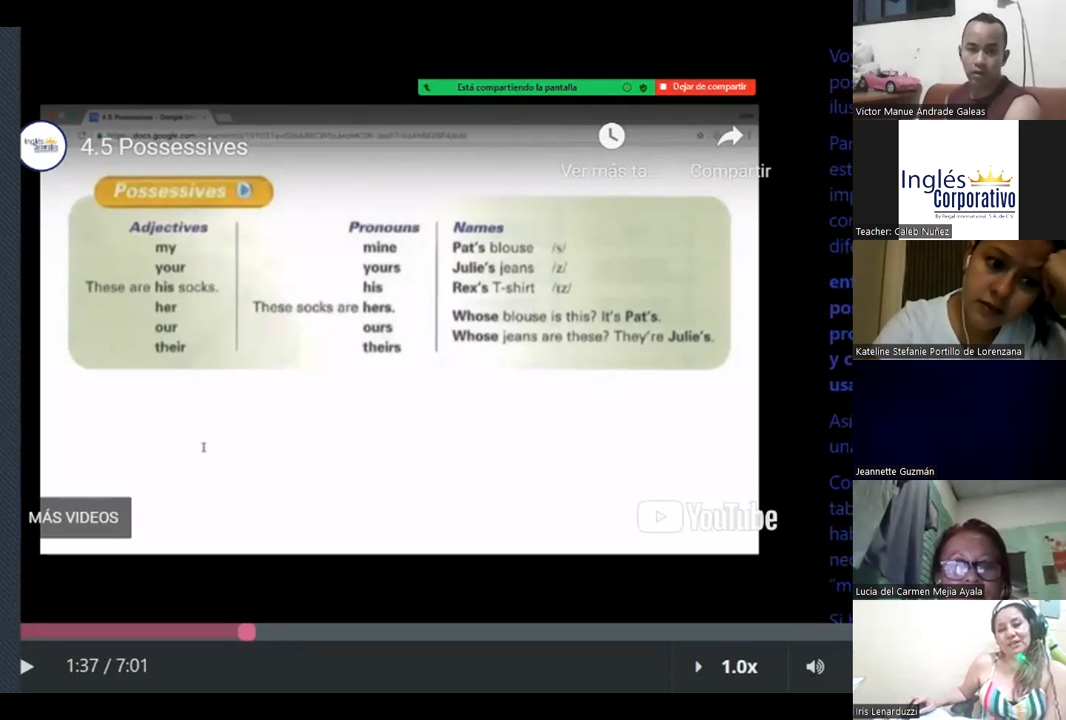 Está compartiendo la pantalla
Dejar de compartir
4.5 Possessives
Ver más ta...
Compartir
Possessives
Adjectives Pronouns Names
my mine Pat's blouse /s/
your yours Julie's jeans /z/
These are his socks. his Rex's T-shirt /ɪz/
her These socks are hers.
our ours Whose blouse is this? It's Pat's.
their theirs Whose jeans are these? They're Julie's.
MÁS VIDEOS
YouTube
1:37 / 7:01
1.0x
Victor Manue Andrade Galeas
Inglés
Corporativo
By Regal International, S.A. de C.V.
Teacher: Caleb Nuñez
Kateline Stefanie Portillo de Lorenzana
Jeannette Guzmán
Lucia del Carmen Mejia Ayala
Iris Lenarduzzi